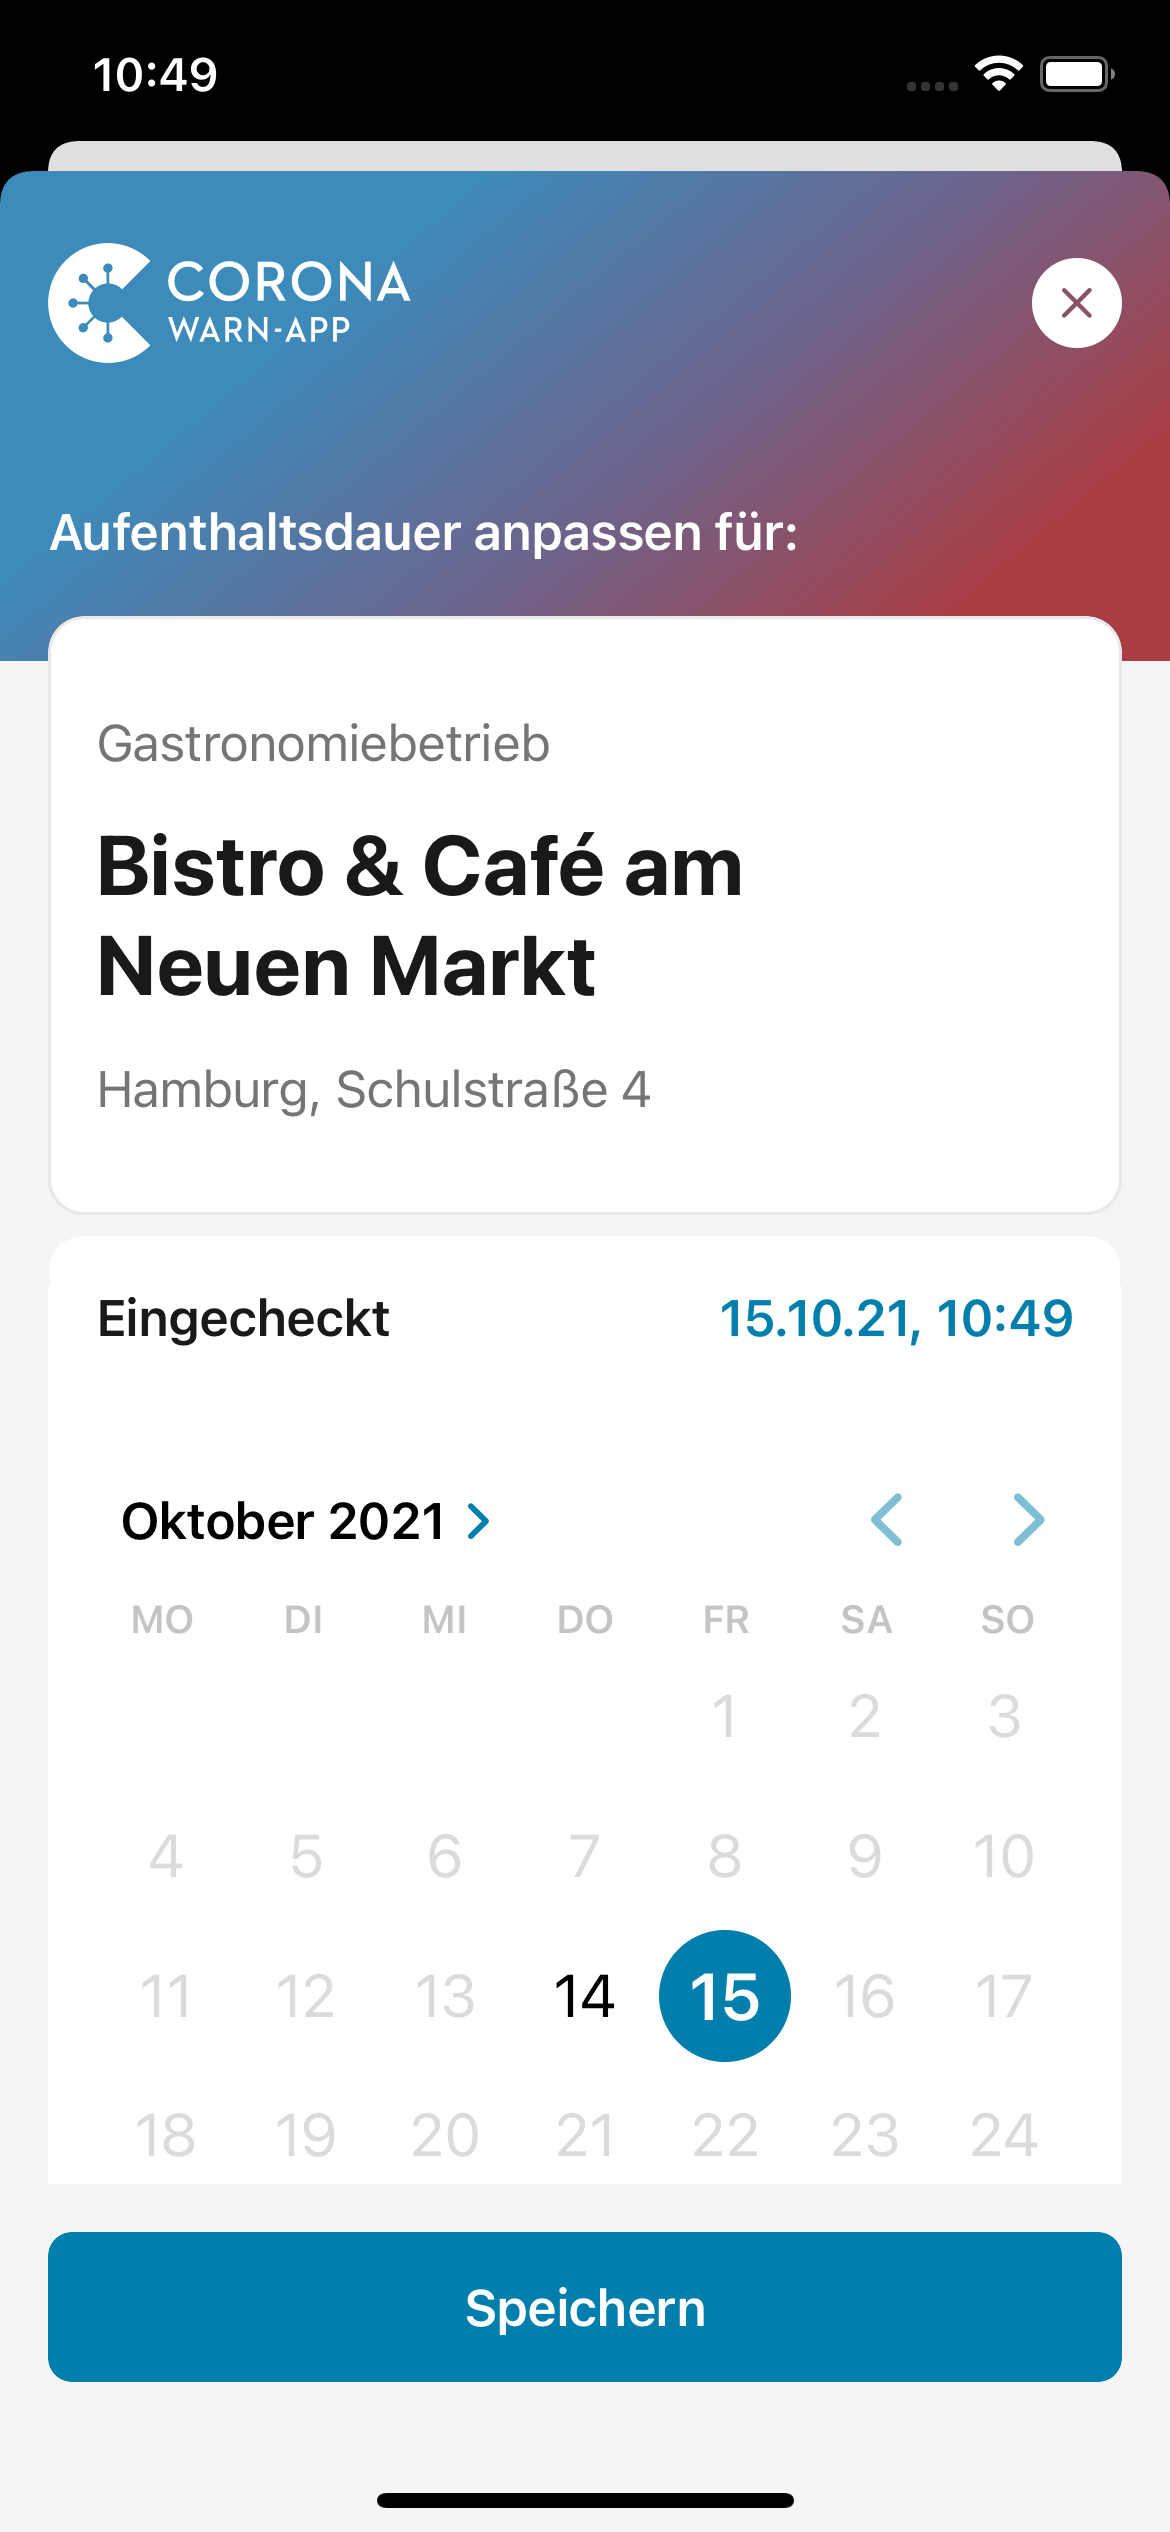 10:49
CORONA
WARN-APP
Aufenthaltsdauer anpassen für:
Gastronomiebetrieb
Bistro & Café am
Neuen Markt
Hamburg, Schulstraße 4
Eingecheckt 15.10.21, 10:49
Oktober 2021
MO DI MI DO FR SA SO
1 2 3
4 5 6 7 8 9 10
11 12 13 14 15 16 17
18 19 20 21 22 23 24
Speichern